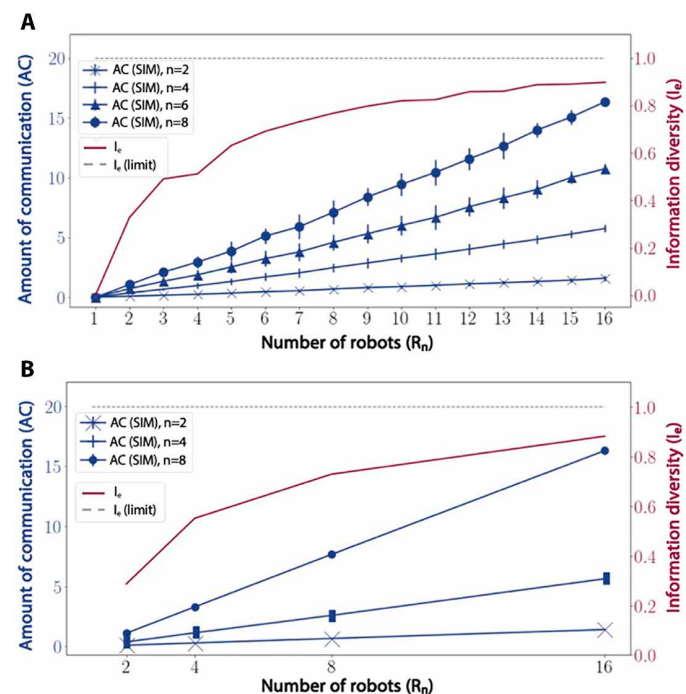 A
Amount of communication (AC)
20
15
10
5
0
AC (SIM), n=2
AC (SIM), n=4
AC (SIM), n=6
AC (SIM), n=8
Ie
Ie (limit)
1.0
0.8
0.6
0.4
0.2
0.0
Information diversity (Ie)
1 2 3 4 5 6 7 8 9 10 11 12 13 14 15 16
Number of robots (Rn)
B
Amount of communication (AC)
20
15
10
5
0
AC (SIM), n=2
AC (SIM), n=4
AC (SIM), n=8
Ie
Ie (limit)
1.0
0.8
0.6
0.4
0.2
0.0
Information diversity (Ie)
2 4 8 16
Number of robots (Rn)